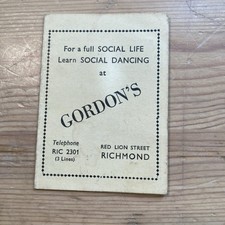 For a full SOCIAL LIFE
Learn SOCIAL DANCING
at
GORDON'S
Telephone
RIC 2301
(3 Lines)
RED LION STREET
RICHMOND